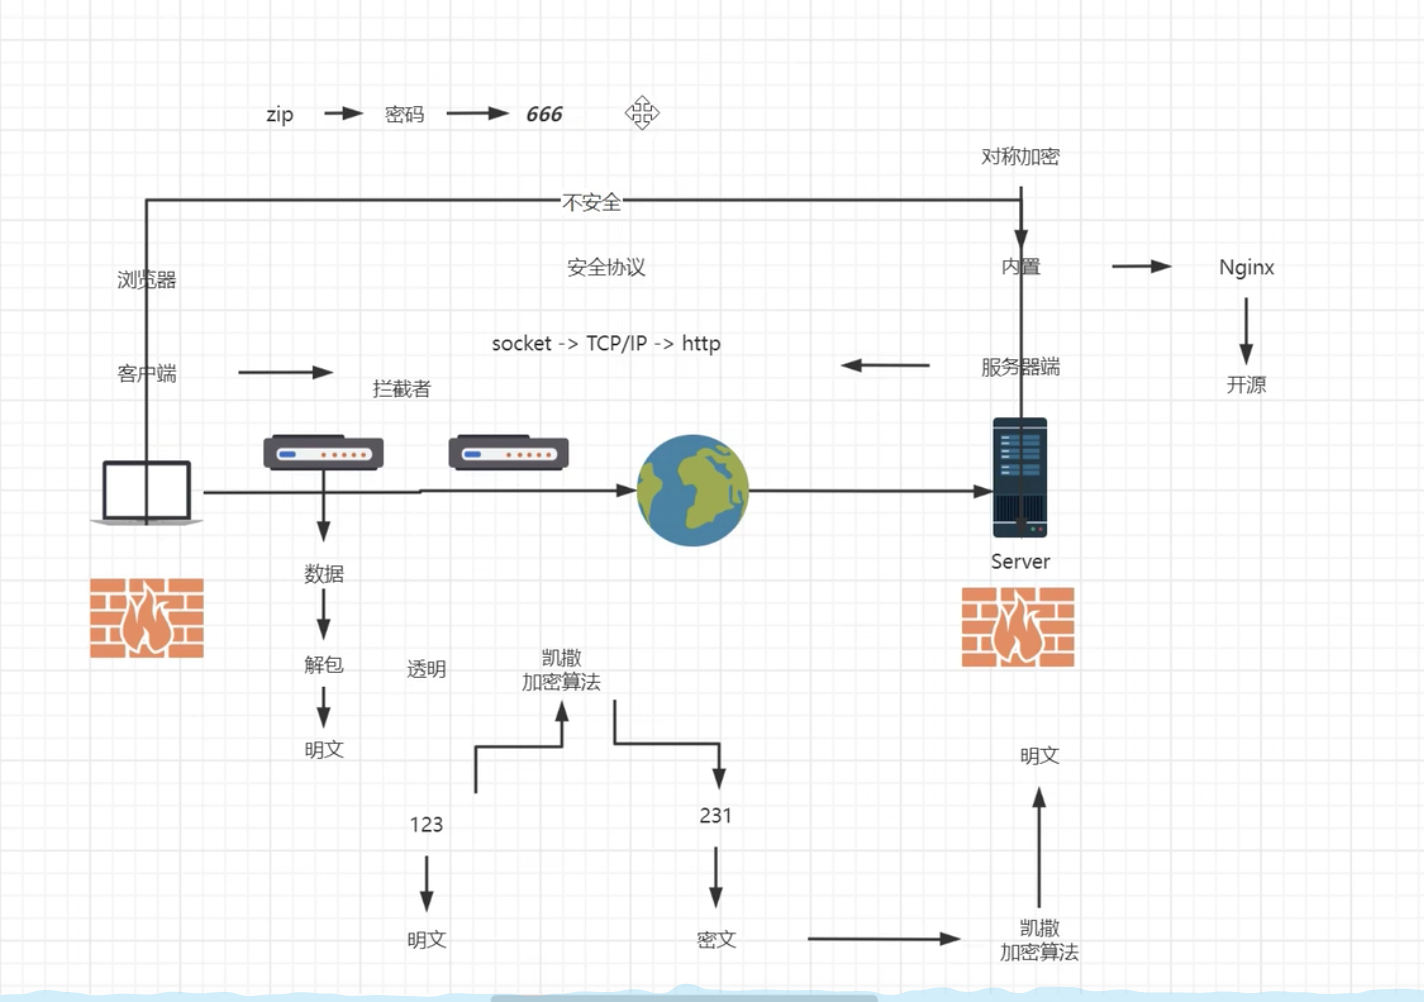 zip
密码
666
对称加密
不安全
浏览器
安全协议
内置
Nginx
socket -> TCP/IP -> http
客户端
拦截者
服务器端
开源
Server
数据
解包
透明
凯撒
加密算法
明文
明文
123
231
明文
密文
凯撒
加密算法